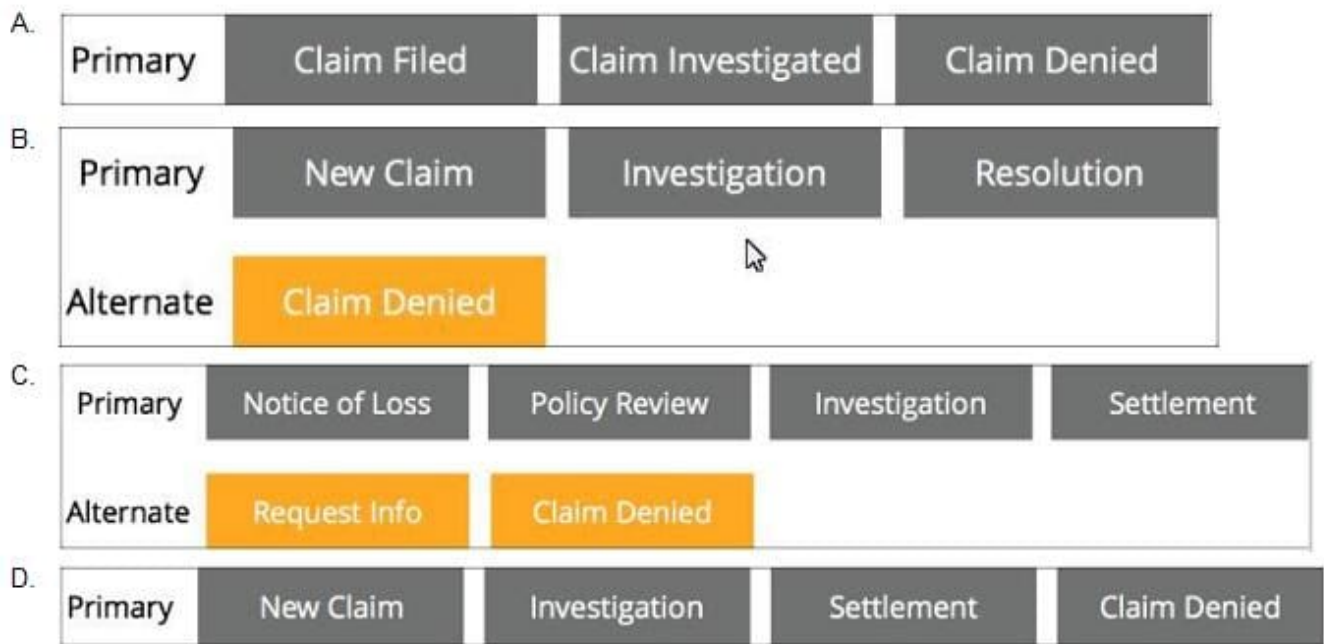 A.
Primary Claim Filed Claim Investigated Claim Denied
B.
Primary New Claim Investigation Resolution
Alternate Claim Denied
C.
Primary Notice of Loss Policy Review Investigation Settlement
Alternate Request Info Claim Denied
D.
Primary New Claim Investigation Settlement Claim Denied